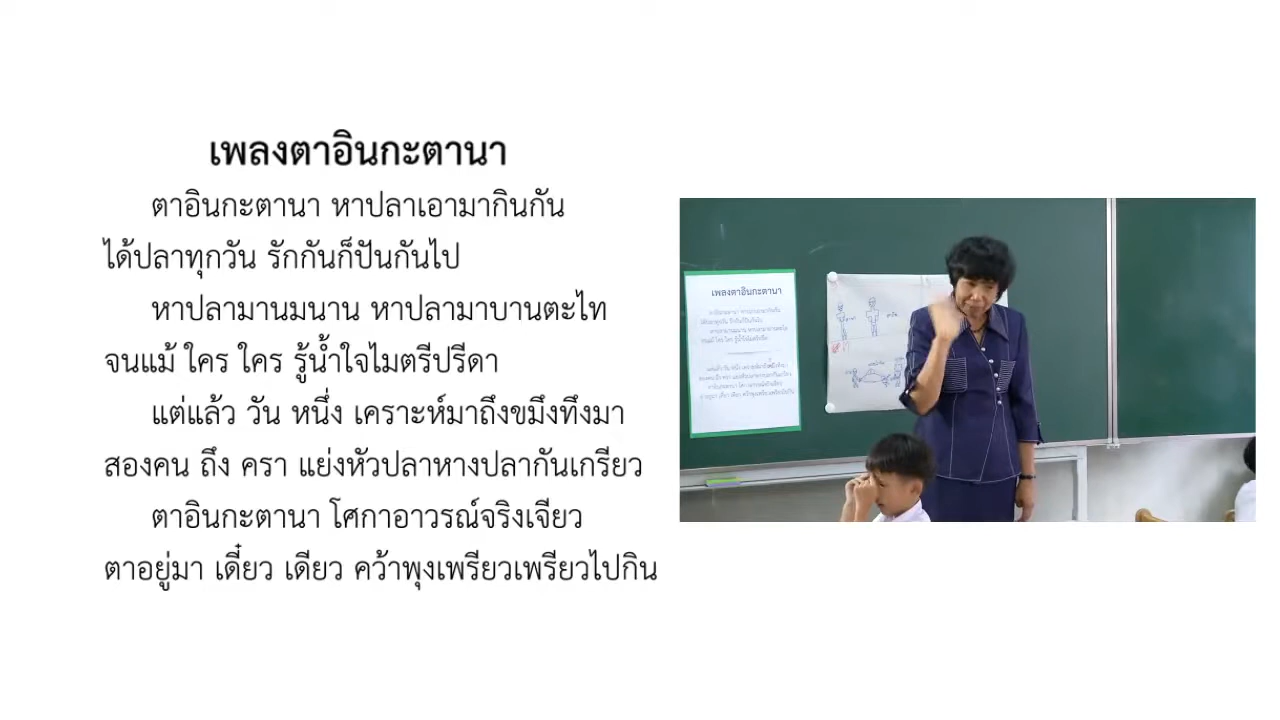 เพลงตาอินกะตานา
ตาอินกะตานา หาปลาเอามากินกัน
ได้ปลาทุกวัน รักกันก็ปันกันไป
หาปลามานมนาน หาปลามาบานตะไท
จนแม้ ใคร ใคร รู้น้ำใจไมตรีปรีดา
แต่แล้ว วัน หนึ่ง เคราะห์มาถึงขมึงทึงมา
สองคน ถึง ครา แย่งหัวปลาหางปลากันเกรียว
ตาอินกะตานา โศกาอาวรณ์จริงเจียว
ตาอยู่มา เดี๋ยว เดียว คว้าพุงเพรียวเพรียวไปกิน
เพลงตาอินกะตานา